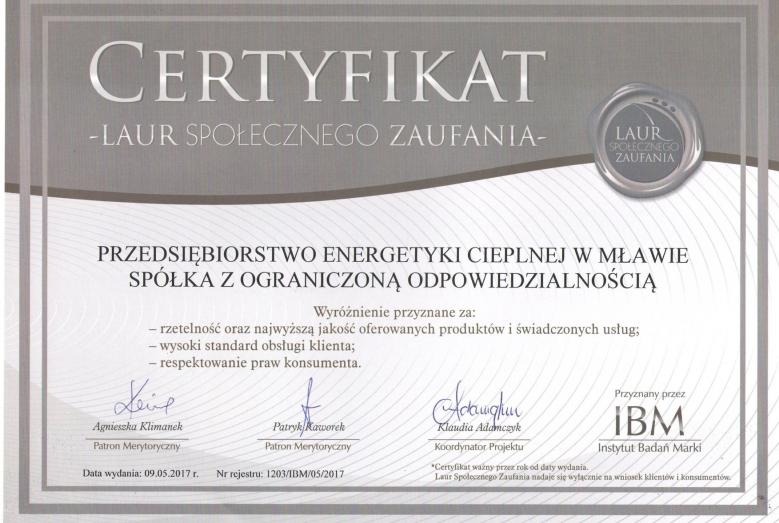 CERTYFIKAT
-LAUR SPOŁECZNEGO ZAUFANIA-
LAUR
SPOŁECZNEGO
ZAUFANIA
PRZEDSIĘBIORSTWO ENERGETYKI CIEPLNEJ W MŁAWIE
SPÓŁKA Z OGRANICZONĄ ODPOWIEDZIALNOŚCIĄ
Wyróżnienie przyznane za:
– rzetelność oraz najwyższą jakość oferowanych produktów i świadczonych usług;
– wysoki standard obsługi klienta;
– respektowanie praw konsumenta.
Agnieszka Klimanek
Patron Merytoryczny
Patryk Kaworek
Patron Merytoryczny
Klaudia Adamczyk
Koordynator Projektu
Przyznany przez
IBM
Instytut Badań Marki
Data wydania: 09.05.2017 r. Nr rejestru: 1203/IBM/05/2017
*Certyfikat ważny przez rok od daty wydania.
Laur Społecznego Zaufania nadaje się wyłącznie na wniosek klientów i konsumentów.